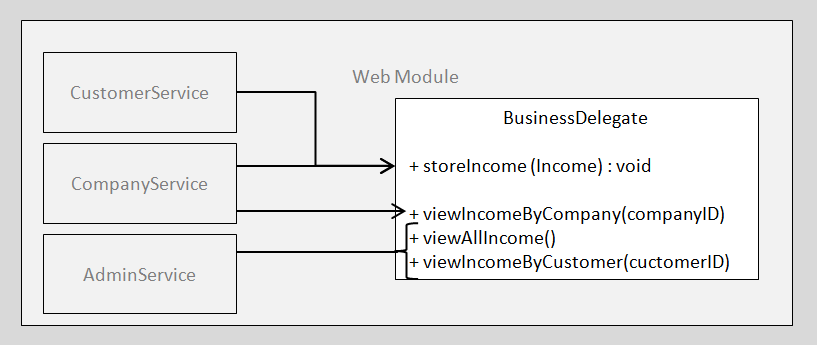 Web Module
CustomerService
CompanyService
AdminService
BusinessDelegate
+ storeIncome (Income) : void
+ viewIncomeByCompany(companyID)
+ viewAllIncome()
+ viewIncomeByCustomer(cuctomerID)